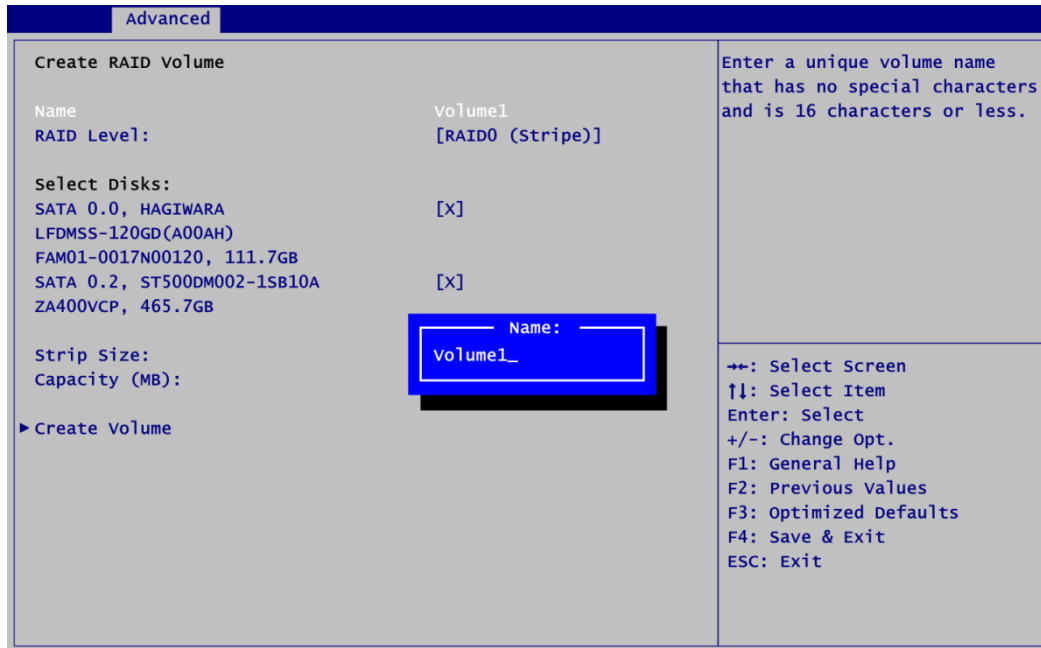 Advanced
Create RAID Volume
Name Volume1
RAID Level: [RAID0 (Stripe)]
Select Disks:
SATA 0.0, HAGIWARA [X]
LFDMSS-120GD(A00AH)
FAM01-0017N00120, 111.7GB
SATA 0.2, ST500DM002-1SB10A [X]
ZA400VCP, 465.7GB
Strip Size:
Capacity (MB):
▶ Create Volume
Name:
Volume1_
Enter a unique volume name
that has no special characters
and is 16 characters or less.
→←: Select Screen
↑↓: Select Item
Enter: Select
+/-: Change Opt.
F1: General Help
F2: Previous Values
F3: Optimized Defaults
F4: Save & Exit
ESC: Exit